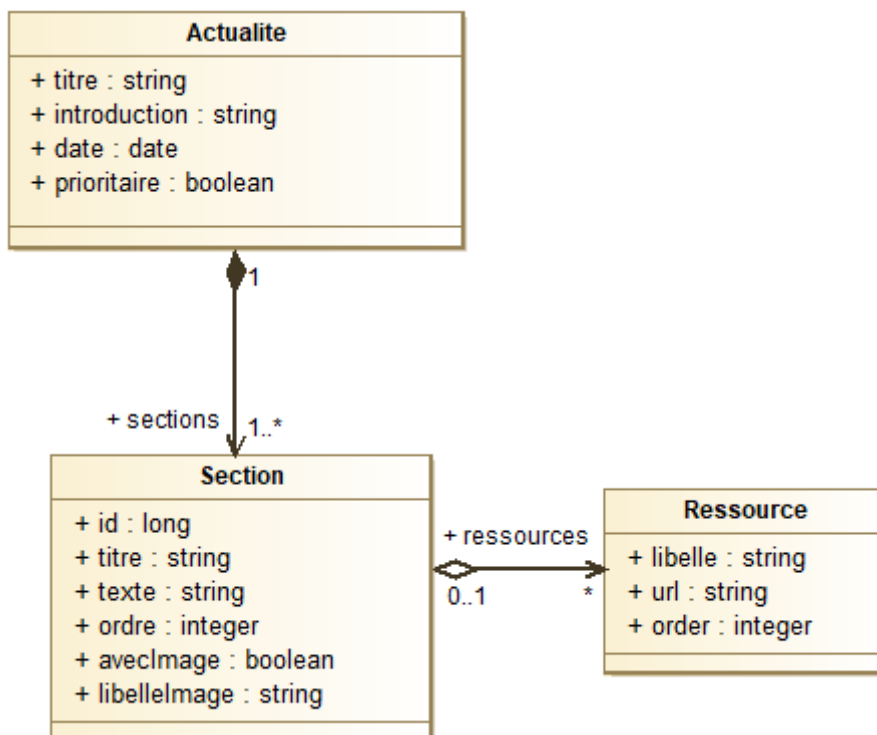 Actualite
+ titre : string
+ introduction : string
+ date : date
+ prioritaire : boolean
1
+ sections
1..*
Section
+ id : long
+ titre : string
+ texte : string
+ ordre : integer
+ avecImage : boolean
+ libelleImage : string
+ ressources
0..1
*
Ressource
+ libelle : string
+ url : string
+ order : integer